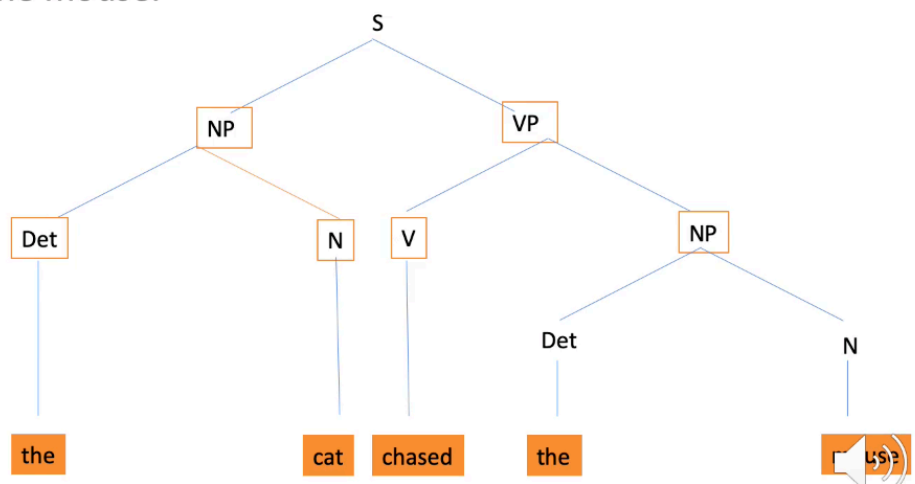 S
NP VP
Det N V NP
Det N
the cat chased the